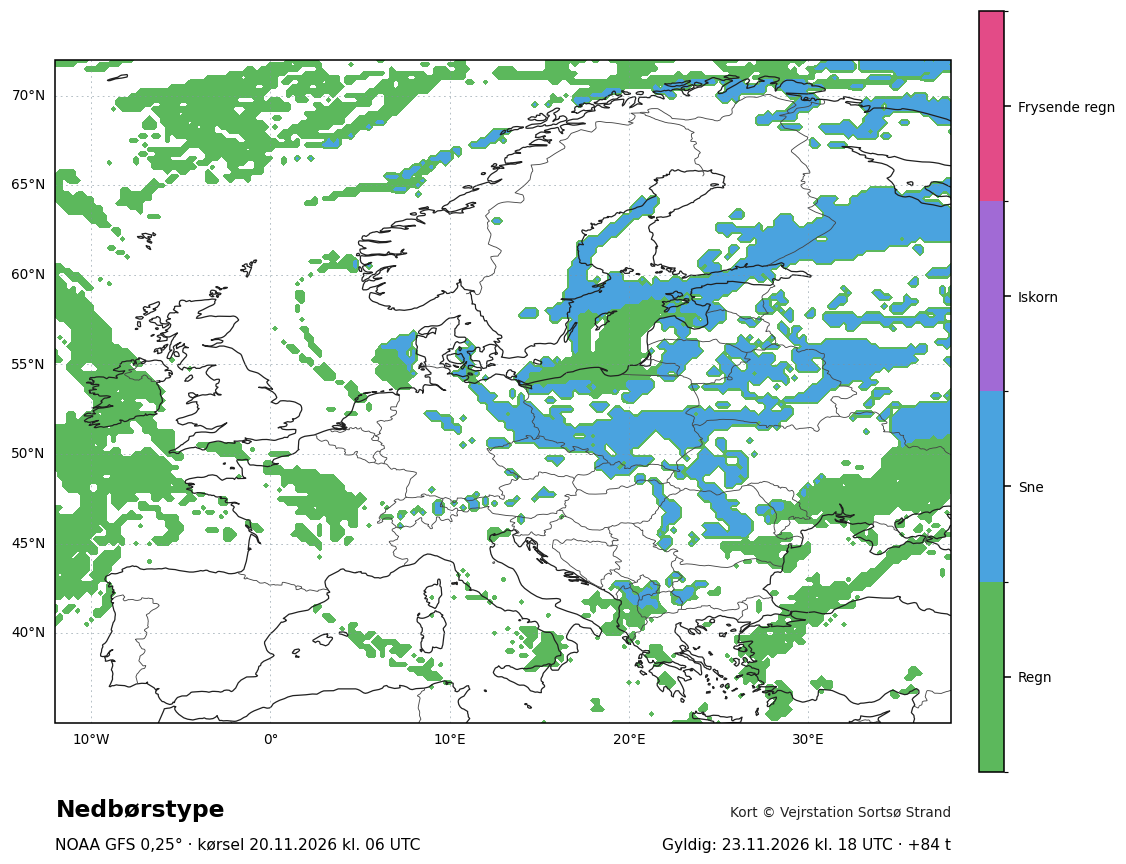 70°N
65°N
60°N
55°N
50°N
45°N
40°N
10°W
0°
10°E
20°E
30°E
Frysende regn
Iskorn
Sne
Regn
Nedbørstype
Kort © Vejrstation Sortsø Strand
NOAA GFS 0,25° · kørsel 20.11.2026 kl. 06 UTC
Gyldig: 23.11.2026 kl. 18 UTC · +84 t